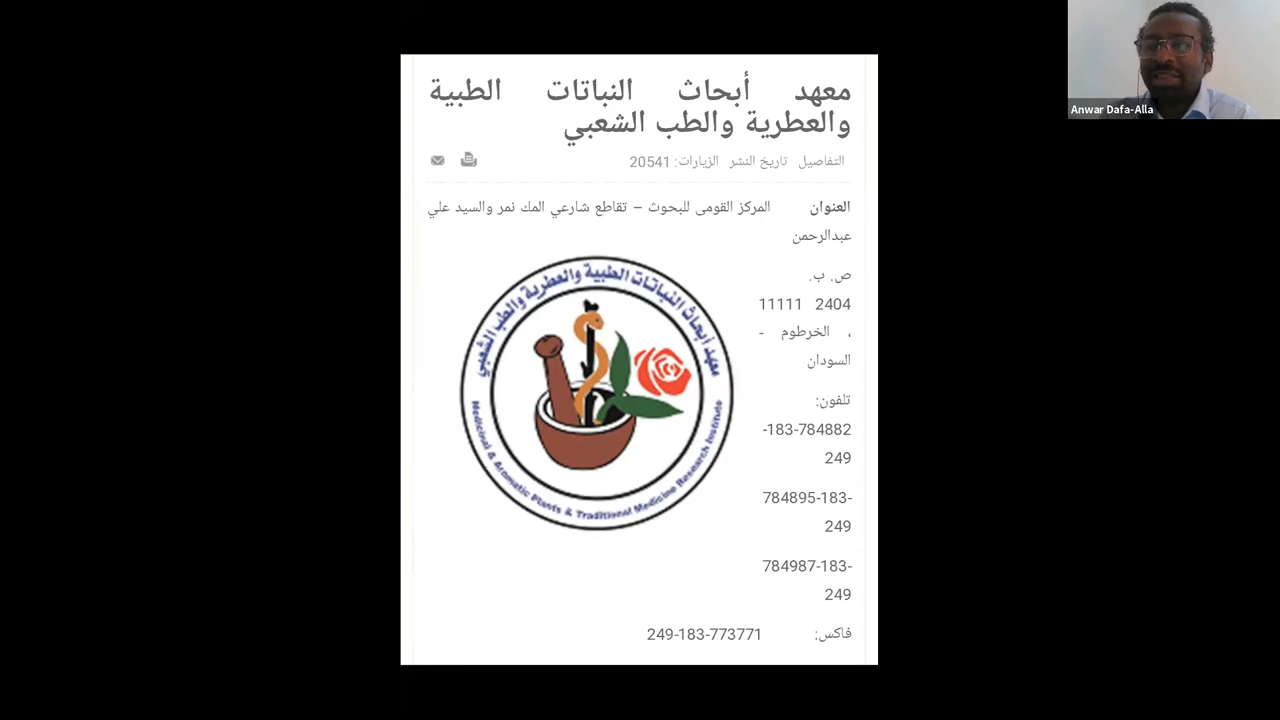 معهد أبحاث النباتات الطبية
والعطرية والطب الشعبي
التفاصيل تاريخ النشر الزيارات: 20541
العنوان المركز القومى للبحوث – تقاطع شارعي المك نمر والسيد علي
عبدالرحمن
معهد أبحاث النباتات الطبية والعطرية والطب الشعبي
Medicinal & Aromatic Plants & Traditional Medicine Research Institute
ص. ب.
2404 11111
، الخرطوم -
السودان
تلفون:
-183-784882
249
784895-183-
249
784987-183-
249
فاكس: 249-183-773771
Anwar Dafa-Alla